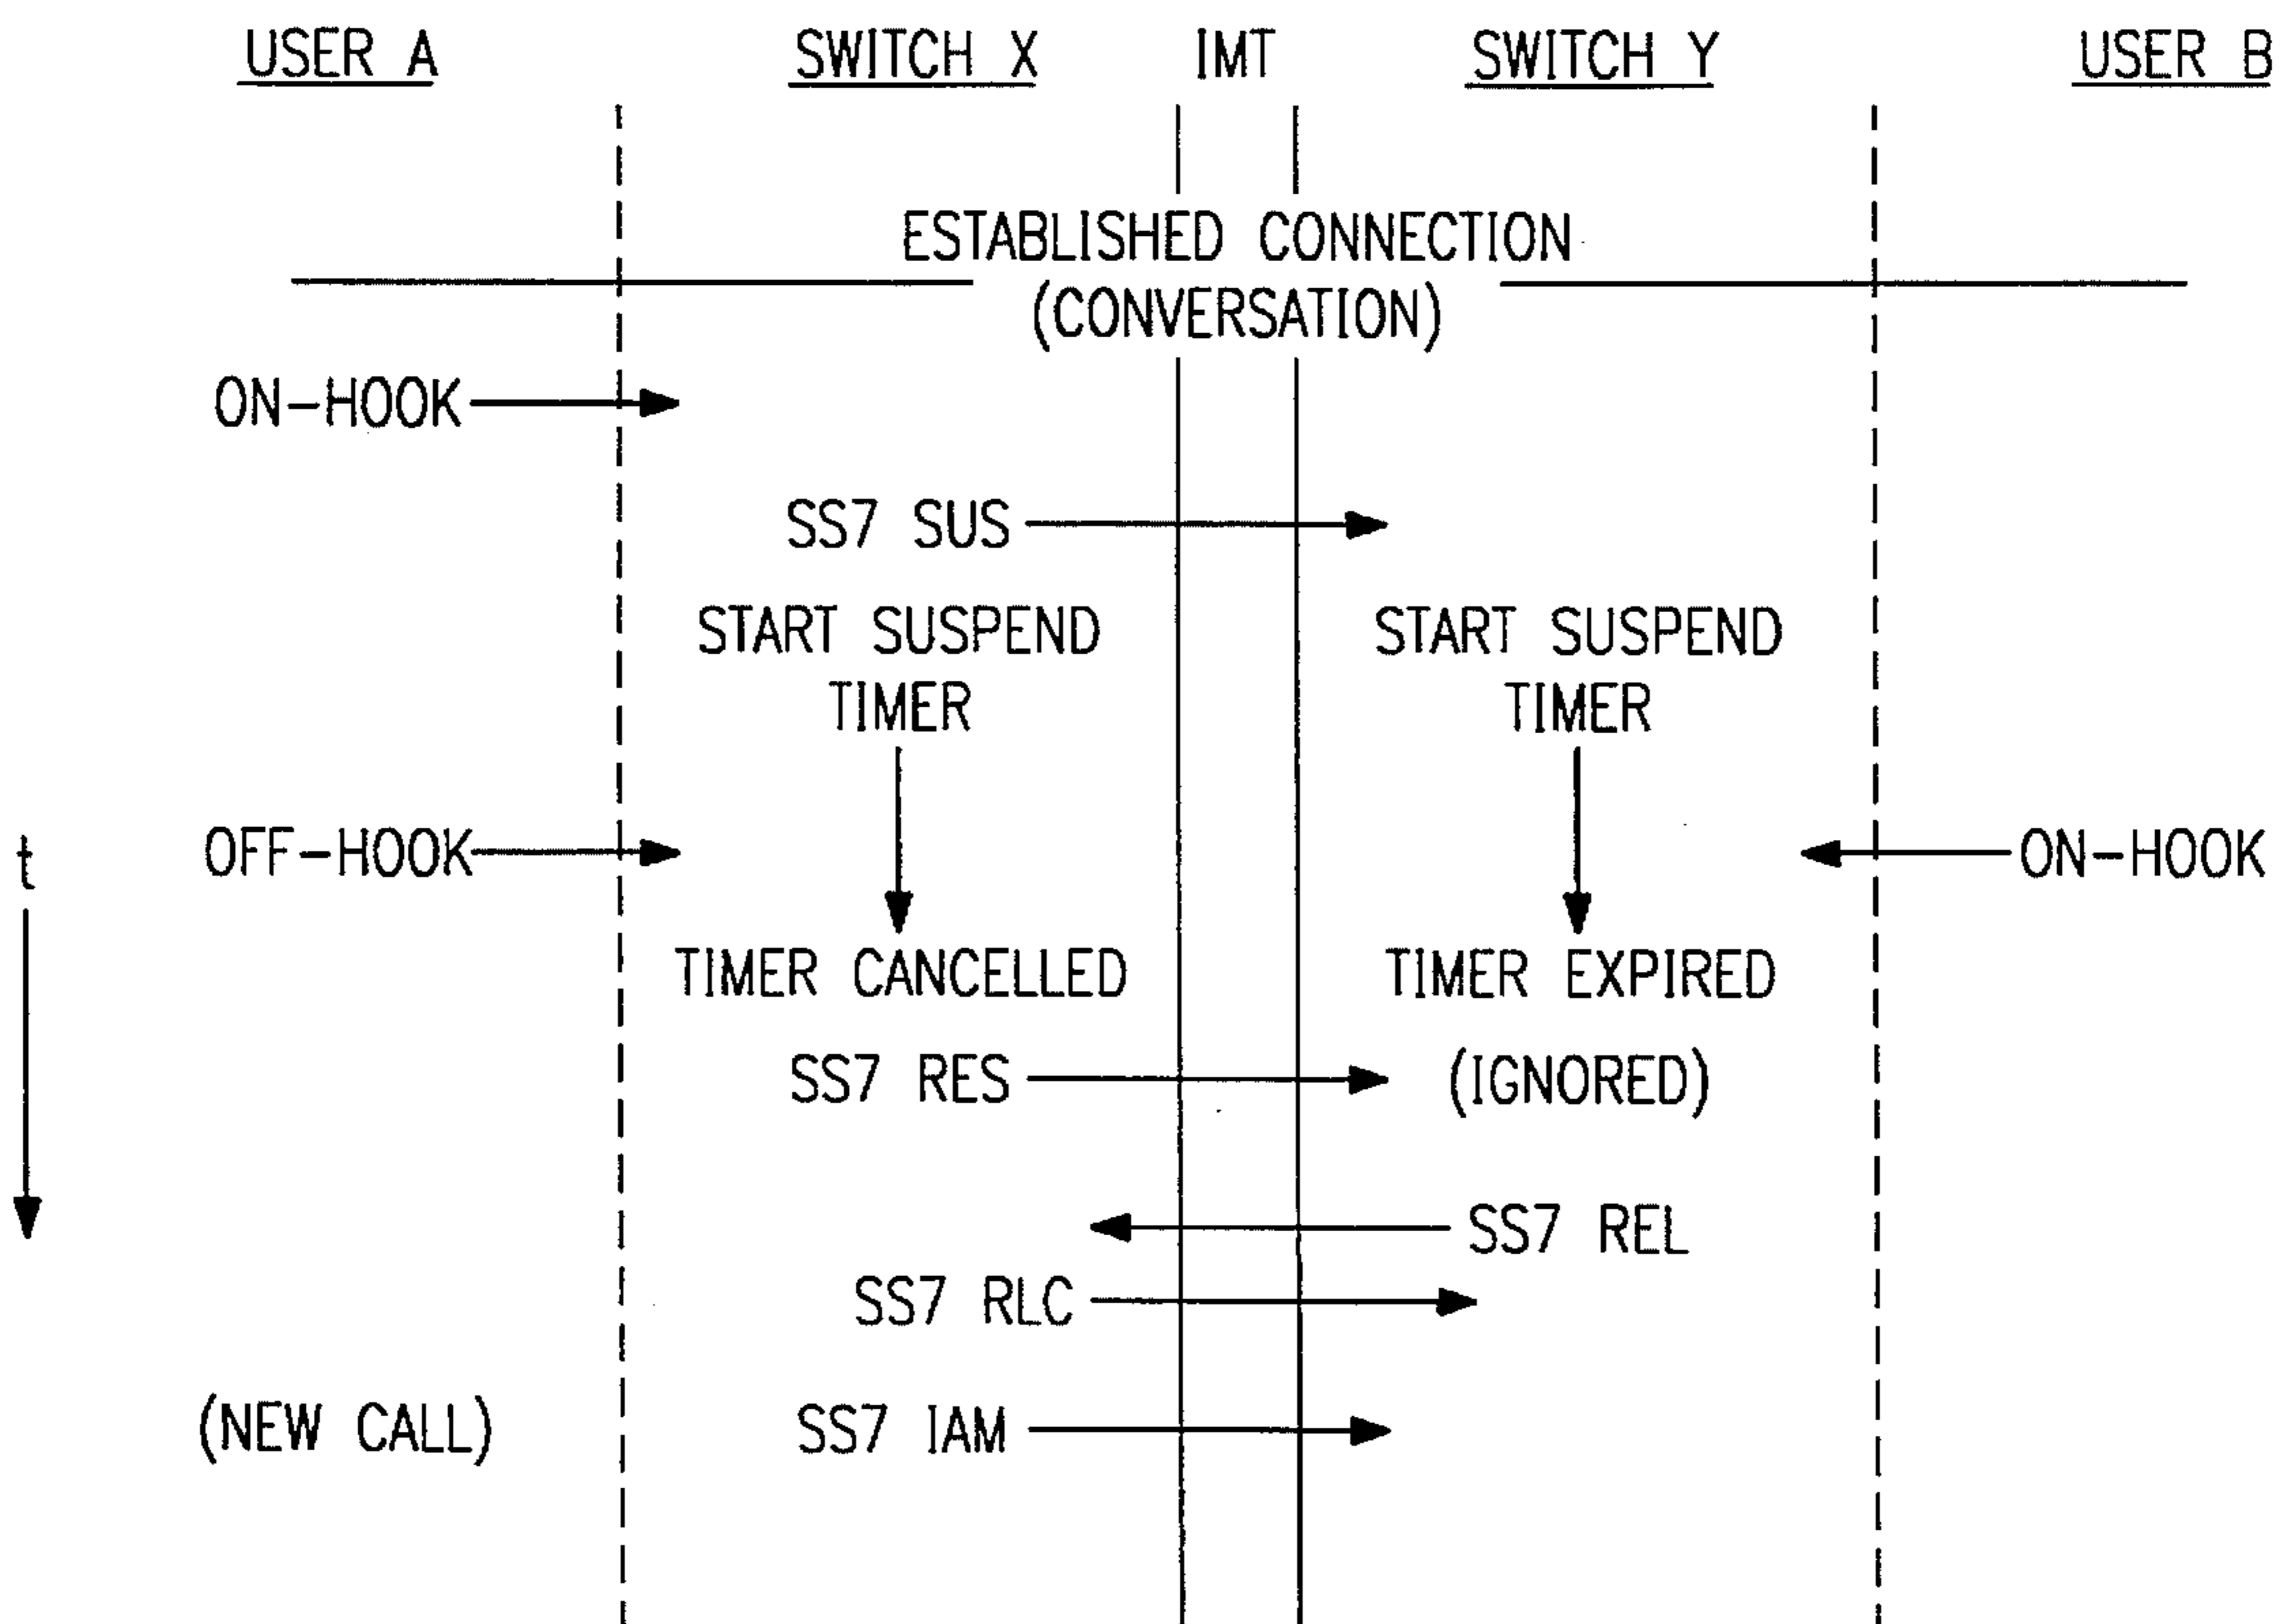 USER A
SWITCH X
IMT
SWITCH Y
USER B
ESTABLISHED CONNECTION
(CONVERSATION)
ON-HOOK
SS7 SUS
START SUSPEND
TIMER
START SUSPEND
TIMER
t
OFF-HOOK
ON-HOOK
TIMER CANCELLED
TIMER EXPIRED
SS7 RES
(IGNORED)
SS7 REL
SS7 RLC
(NEW CALL)
SS7 IAM